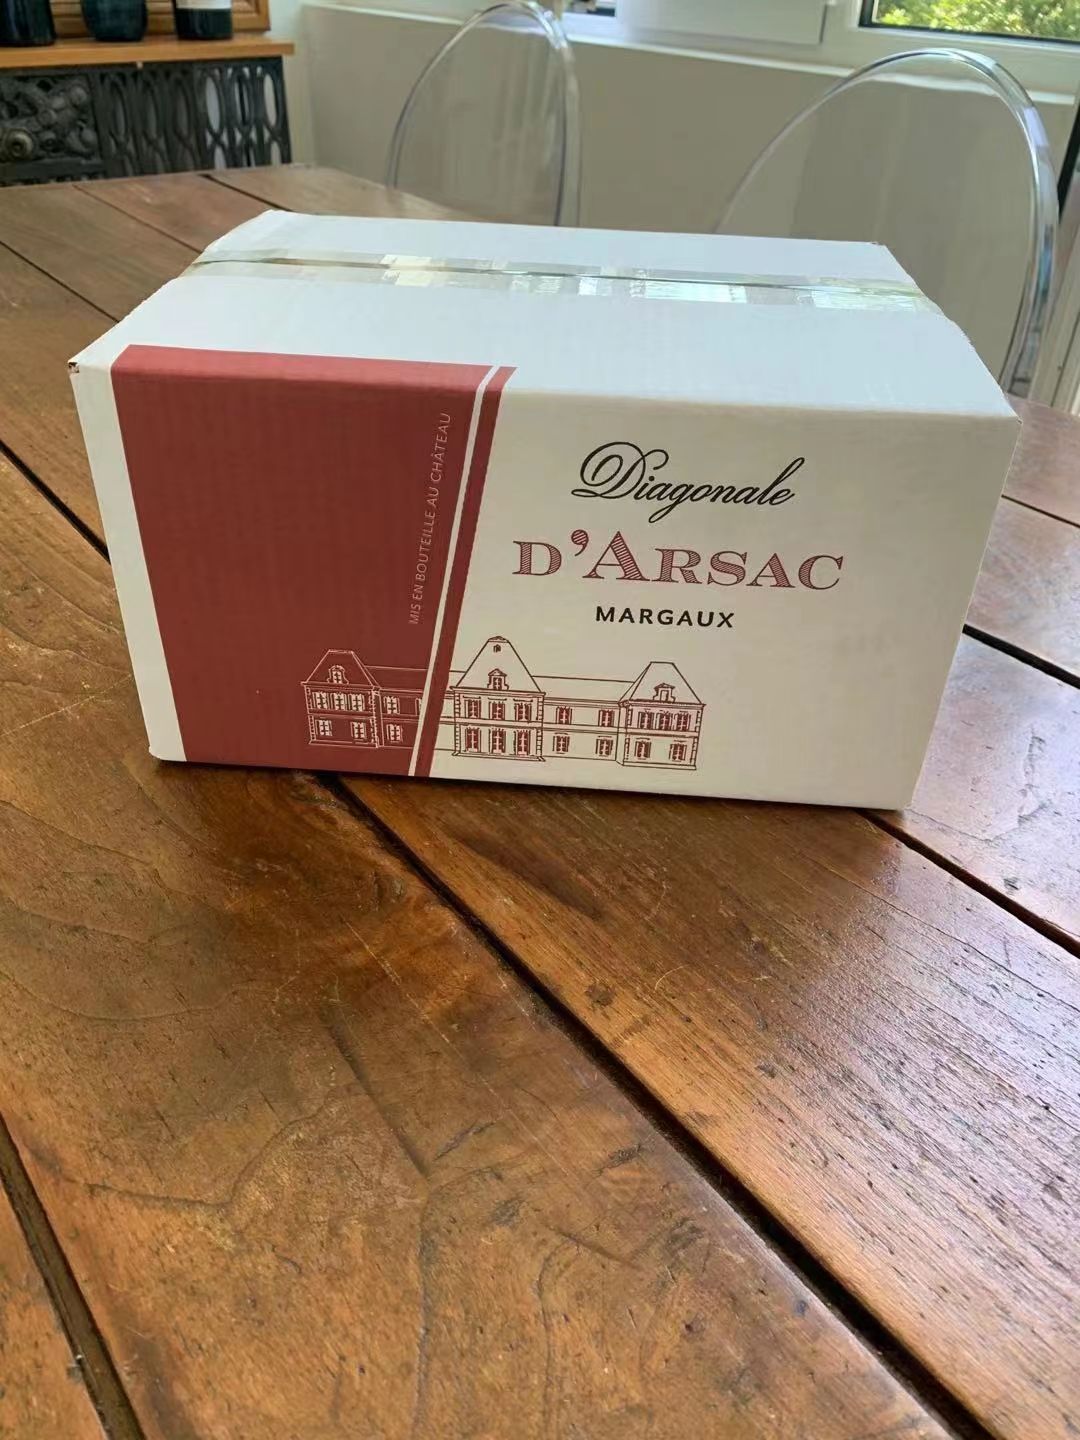 MIS EN BOUTEILLE AU CHÂTEAU
Diagonale
D'ARSAC
MARGAUX